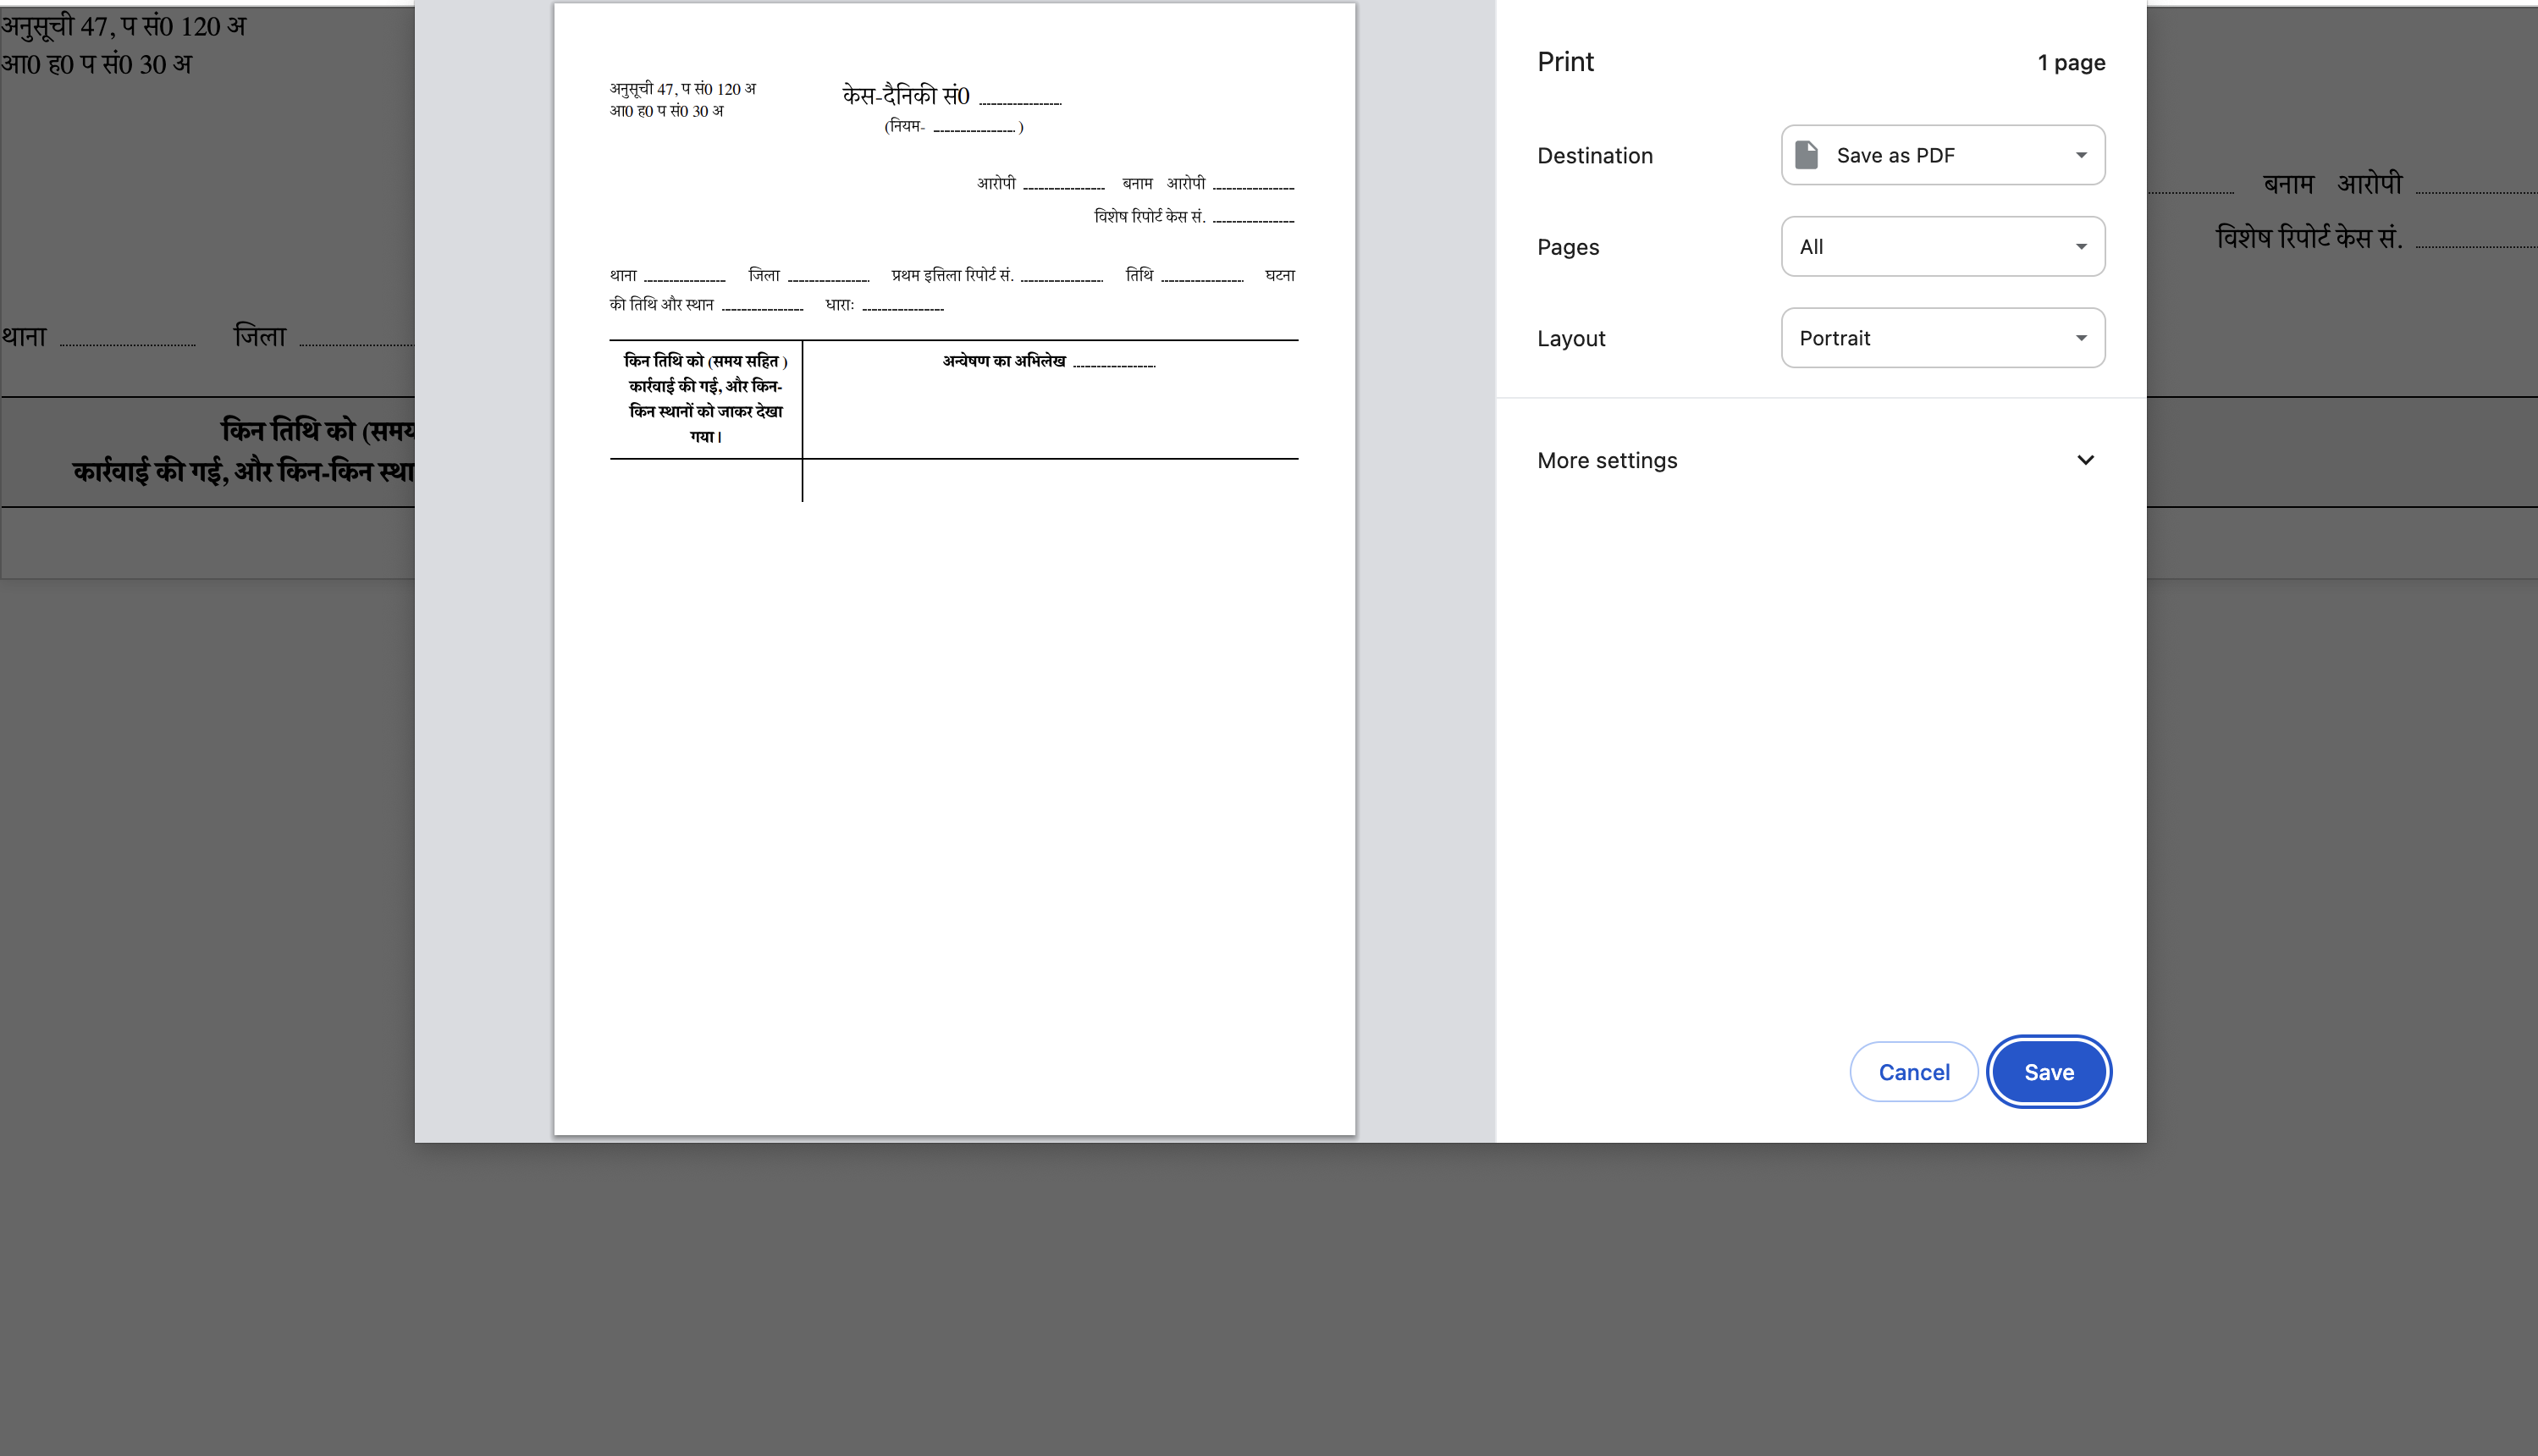 अनुसूची 47, प सं0 120 अ
आ0 ह0 प सं0 30 अ
बनाम आरोपी
विशेष रिपोर्ट केस सं.
थाना जिला
किन तिथि को (समय
कार्रवाई की गई, और किन-किन स्था
अनुसूची 47, प सं0 120 अ
आ0 ह0 प सं0 30 अ
केस-दैनिकी सं0
(नियम- )
आरोपी बनाम आरोपी
विशेष रिपोर्ट केस सं.
थाना जिला प्रथम इत्तिला रिपोर्ट सं. तिथि घटना
की तिथि और स्थान धाराः
किन तिथि को (समय सहित )
कार्रवाई की गई, और किन-
किन स्थानों को जाकर देखा
गया।
अन्वेषण का अभिलेख
Print 1 page
Destination Save as PDF
Pages All
Layout Portrait
More settings
Cancel Save